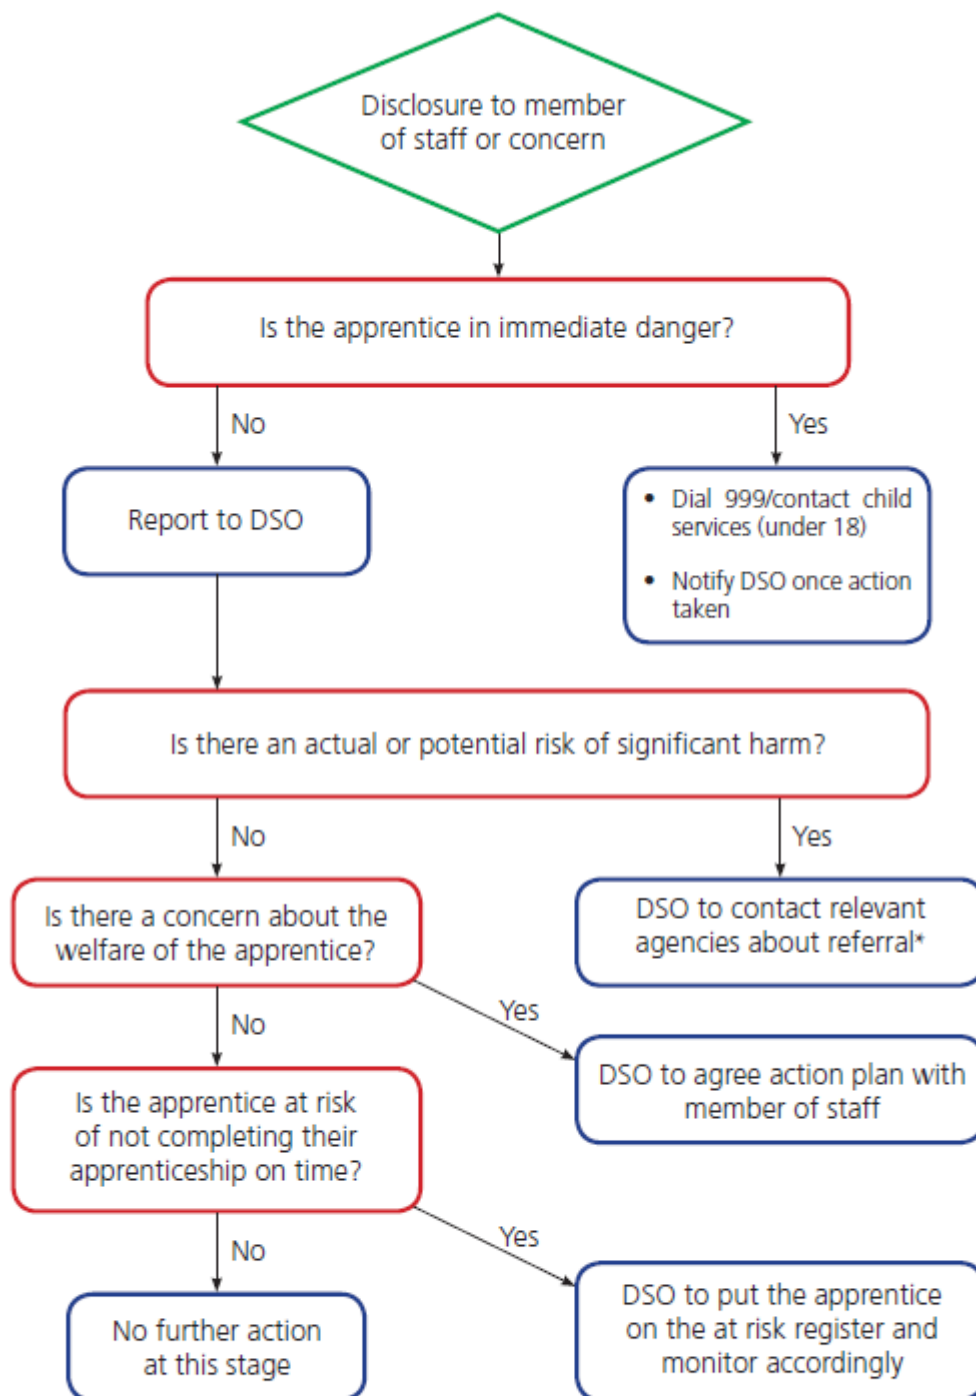 Disclosure to member
of staff or concern
Is the apprentice in immediate danger?
No
Yes
Report to DSO
• Dial 999/contact child
services (under 18)
• Notify DSO once action
taken
Is there an actual or potential risk of significant harm?
No
Yes
Is there a concern about the
welfare of the apprentice?
DSO to contact relevant
agencies about referral*
No
Yes
DSO to agree action plan with
member of staff
Is the apprentice at risk
of not completing their
apprenticeship on time?
No
Yes
No further action
at this stage
DSO to put the apprentice
on the at risk register and
monitor accordingly